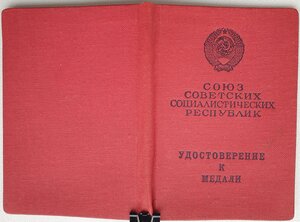 СОЮЗ
СОВЕТСКИХ
СОЦИАЛИСТИЧЕСКИХ
РЕСПУБЛИК
УДОСТОВЕРЕНИЕ
К
МЕДАЛИ